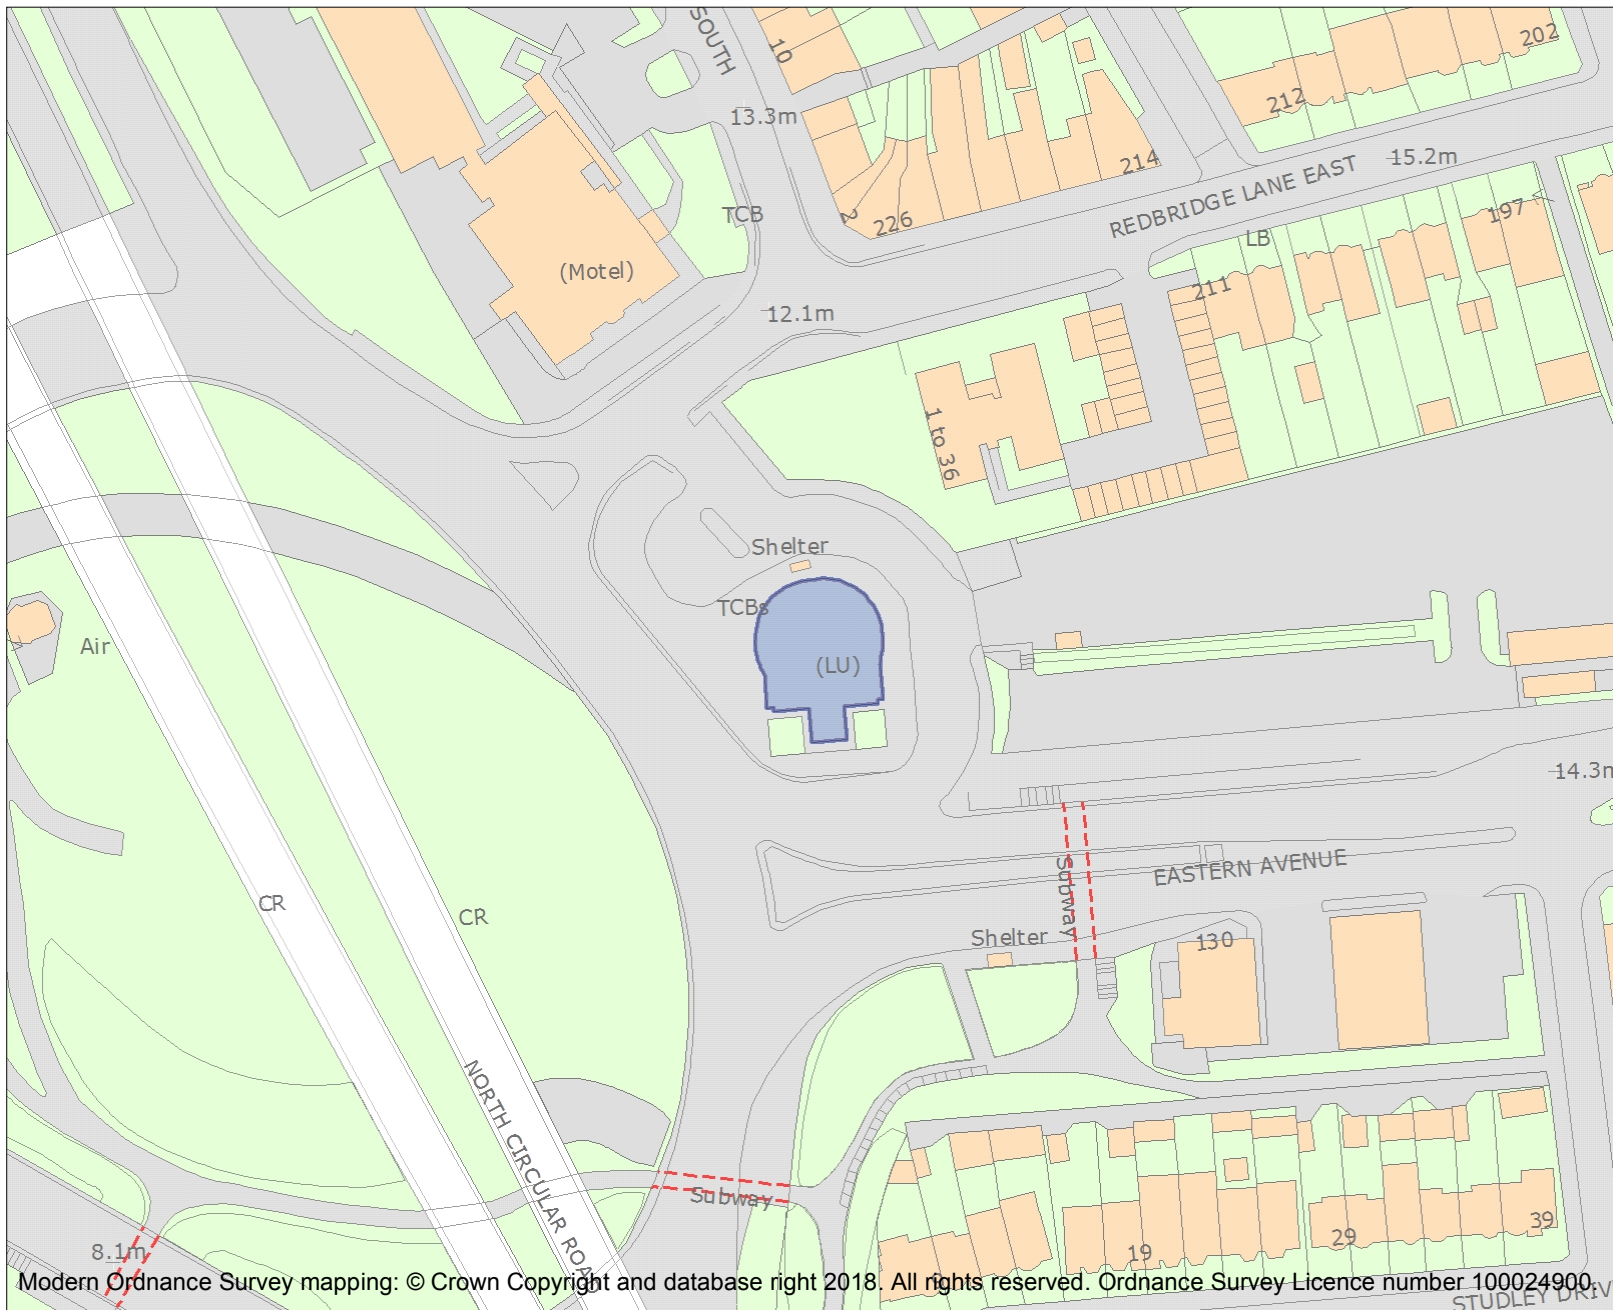 SOUTH
10
202
212
13.3m
214
15.2m
REDBRIDGE LANE EAST
TCB
2
226
197
LB
(Motel)
211
12.1m
1 to 36
Shelter
TCBs
Air
(LU)
14.3m
Subway
EASTERN AVENUE
CR
CR
Shelter
130
NORTH CIRCULAR ROAD
Subway
39
29
19
8.1m
Modern Ordnance Survey mapping: © Crown Copyright and database right 2018. All rights reserved. Ordnance Survey Licence number 100024900.
STUDLEY DRIV